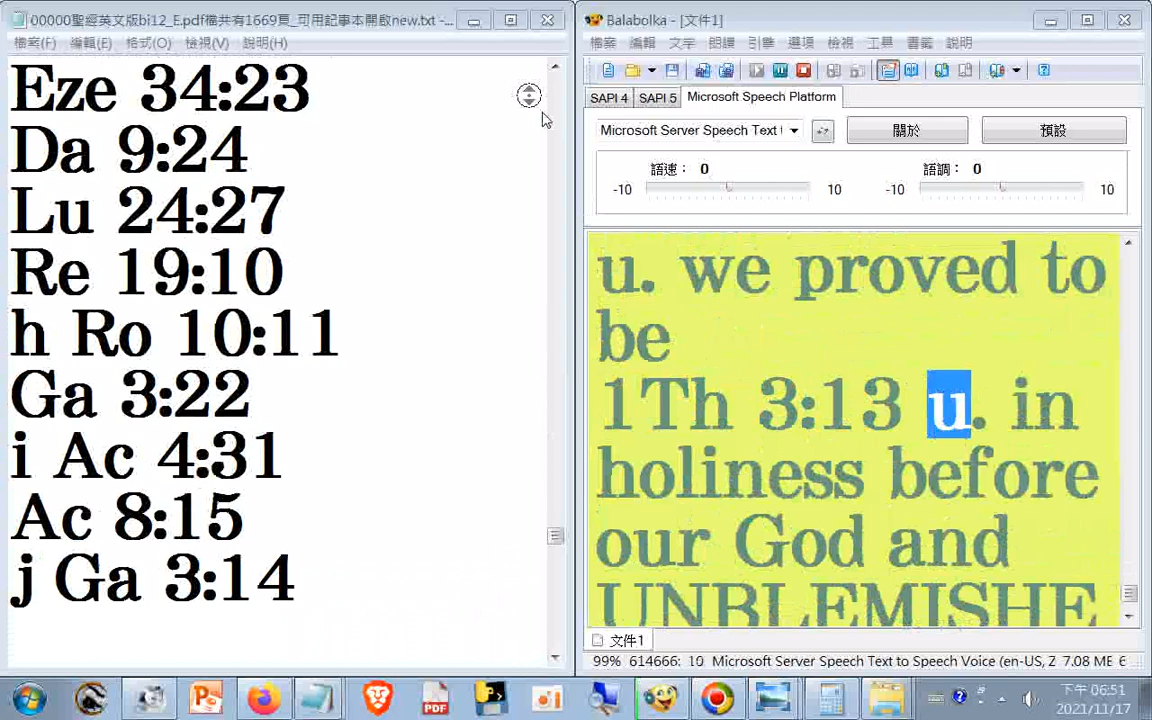 00000聖經英文版bi12_E.pdf檔共有1669頁_可用記事本開啟new.txt -...
檔案(F) 編輯(E) 格式(O) 檢視(V) 說明(H)
Eze 34:23
Da 9:24
Lu 24:27
Re 19:10
h Ro 10:11
Ga 3:22
i Ac 4:31
Ac 8:15
j Ga 3:14
Balabolka - [文件1]
檔案 編輯 文字 朗讀 引擎 選項 檢視 工具 書籤 說明
SAPI 4 SAPI 5 Microsoft Speech Platform
Microsoft Server Speech Text 關於 預設
語速： 0 語調： 0
-10 10 -10 10
u. we proved to
be
1Th 3:13 u. in
holiness before
our God and
UNBLEMISHE
文件1
99% 614666: 10 Microsoft Server Speech Text to Speech Voice (en-US, Z 7.08 MB 6
下午 06:51
2021/11/17